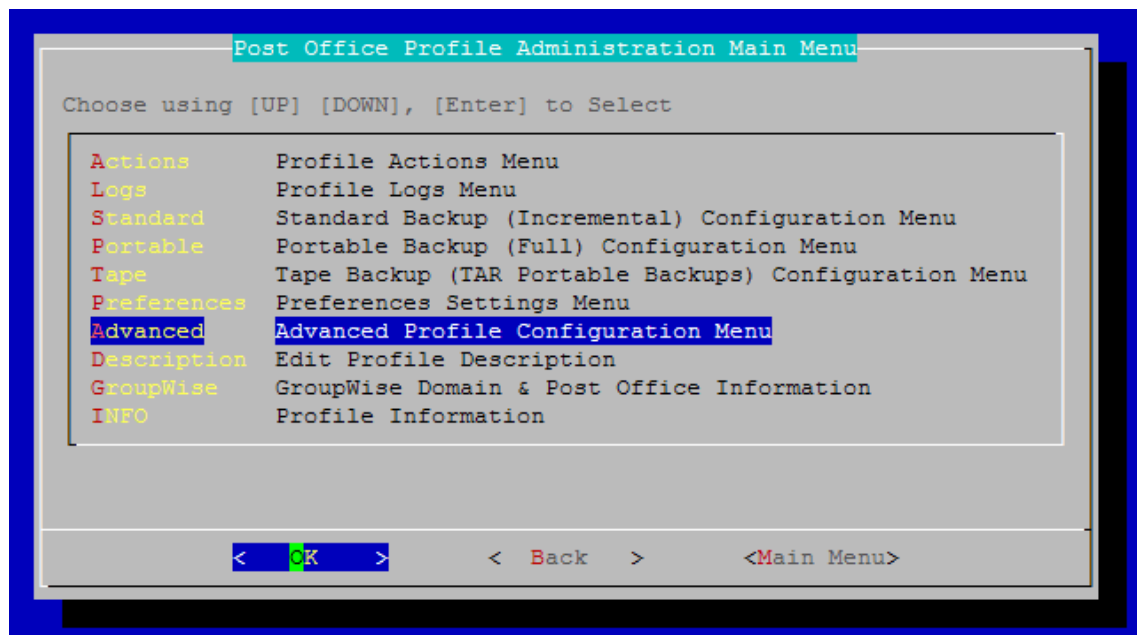 Post Office Profile Administration Main Menu
Choose using [UP] [DOWN], [Enter] to Select
Actions Profile Actions Menu
Logs Profile Logs Menu
Standard Standard Backup (Incremental) Configuration Menu
Portable Portable Backup (Full) Configuration Menu
Tape Tape Backup (TAR Portable Backups) Configuration Menu
Preferences Preferences Settings Menu
Advanced Advanced Profile Configuration Menu
Description Edit Profile Description
GroupWise GroupWise Domain & Post Office Information
INFO Profile Information
< OK > < Back > <Main Menu>